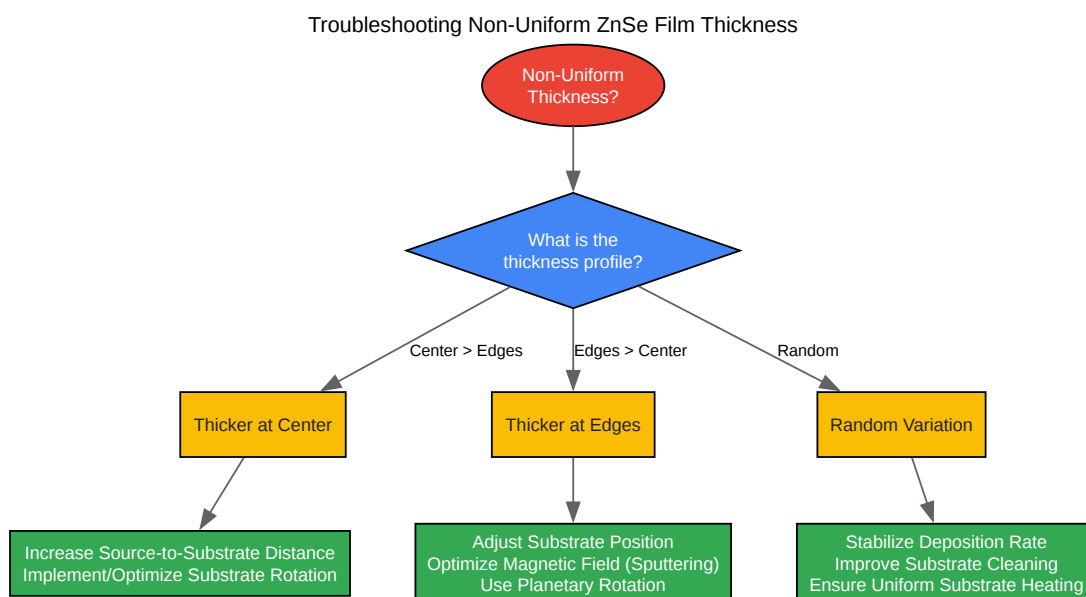 Troubleshooting Non-Uniform ZnSe Film Thickness
Non-Uniform
Thickness?
What is the
thickness profile?
Center > Edges
Edges > Center
Random
Thicker at Center
Thicker at Edges
Random Variation
Increase Source-to-Substrate Distance
Implement/Optimize Substrate Rotation
Adjust Substrate Position
Optimize Magnetic Field (Sputtering)
Use Planetary Rotation
Stabilize Deposition Rate
Improve Substrate Cleaning
Ensure Uniform Substrate Heating